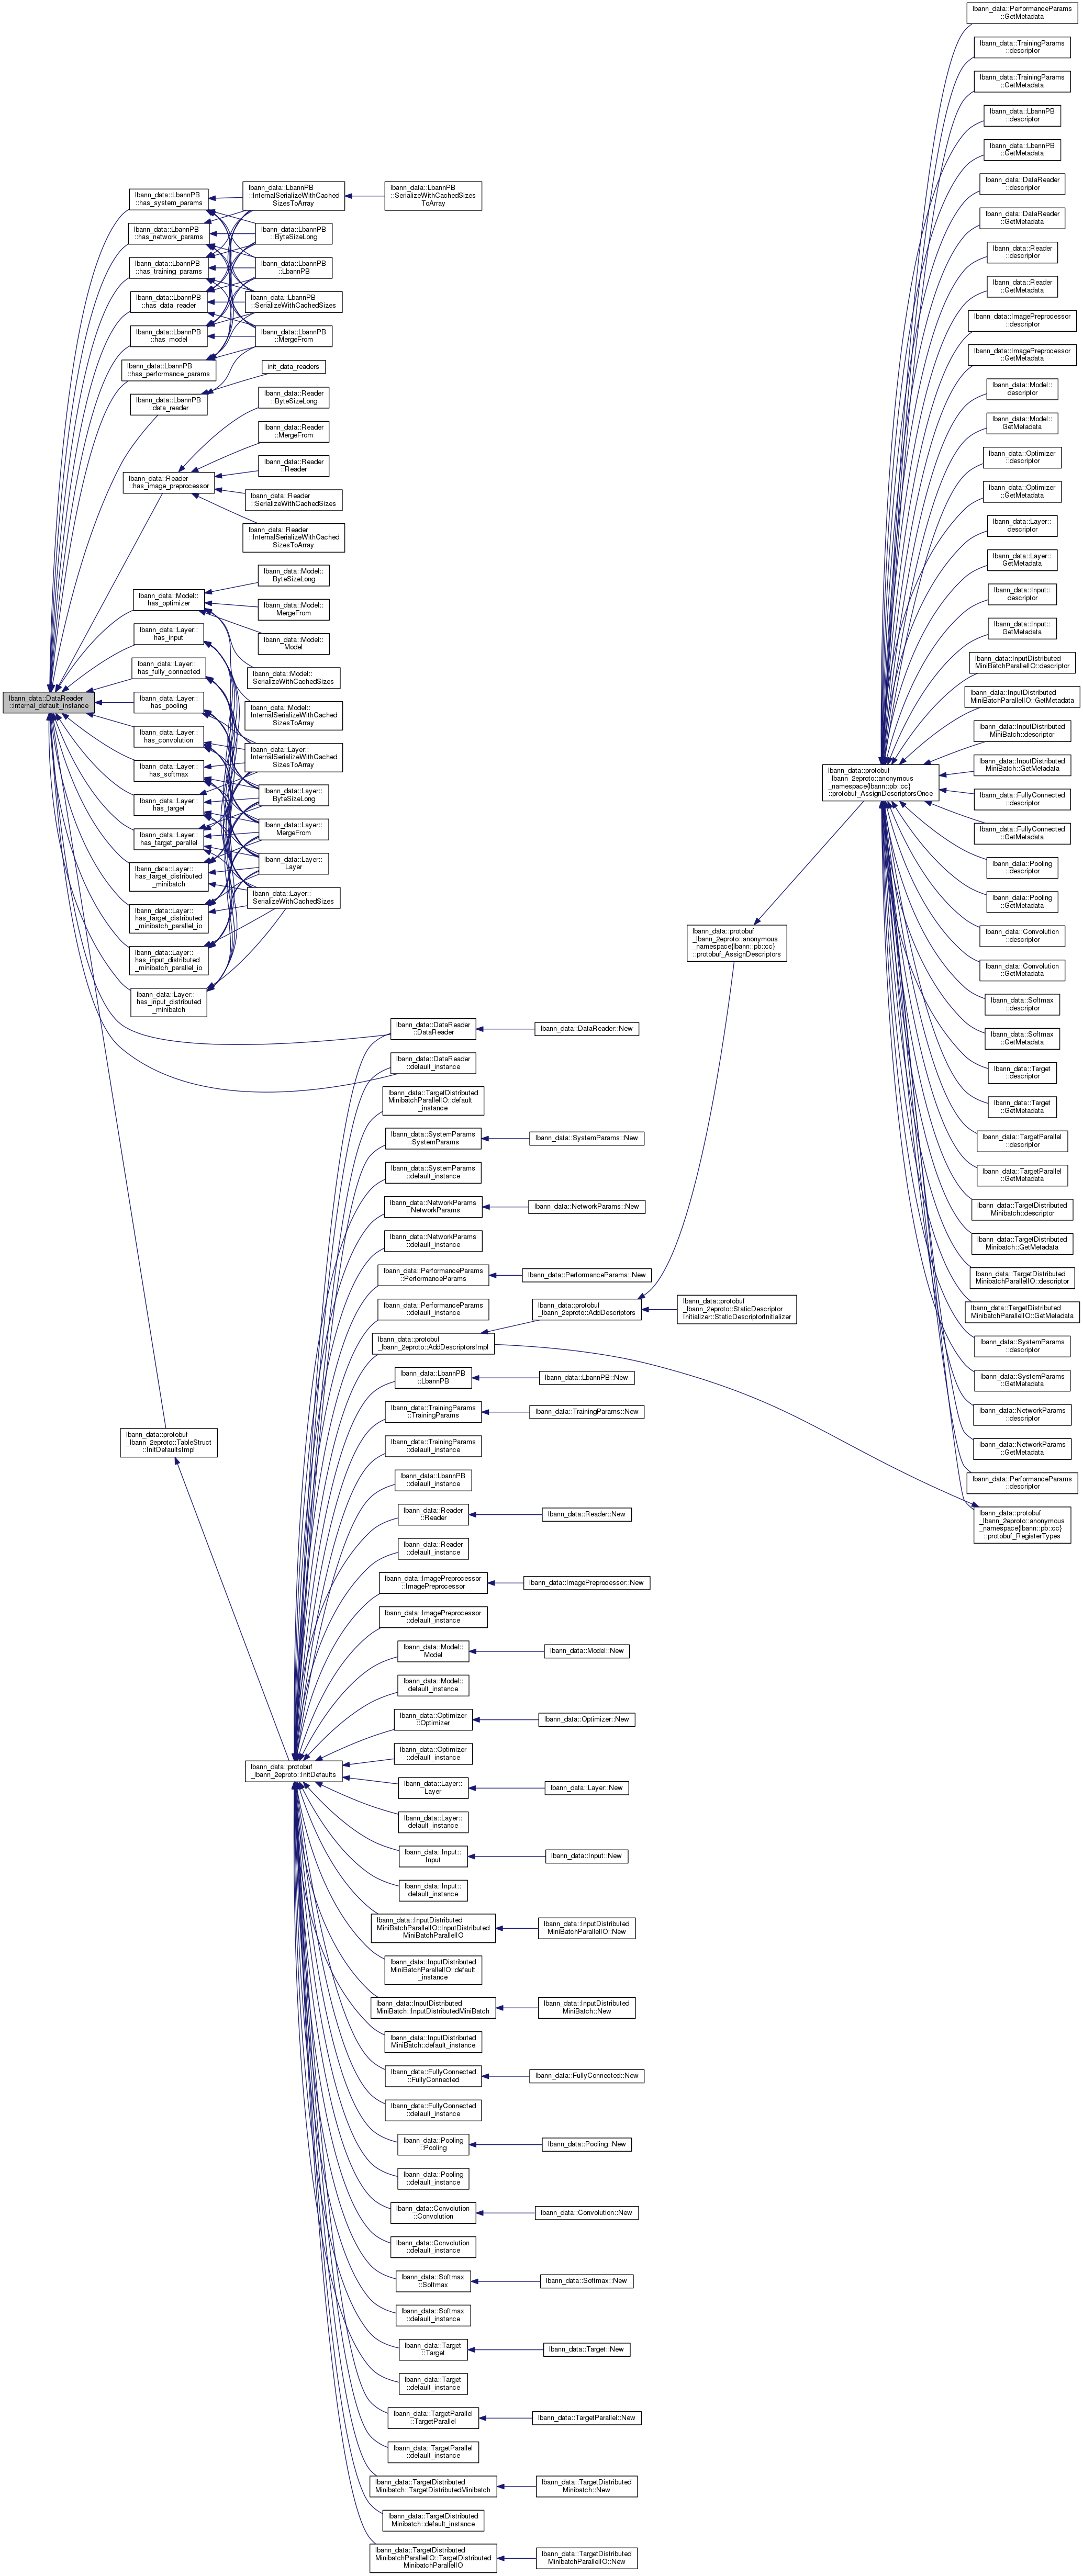 lbann_data::DataReader
::internal_default_instance
lbann_data::LbannPB
::has_system_params
lbann_data::LbannPB
::has_network_params
lbann_data::LbannPB
::has_training_params
lbann_data::LbannPB
::has_data_reader
lbann_data::LbannPB
::has_model
lbann_data::LbannPB
::has_performance_params
lbann_data::LbannPB
::data_reader
lbann_data::Reader
::has_image_preprocessor
lbann_data::Model::
has_optimizer
lbann_data::Layer::
has_input
lbann_data::Layer::
has_fully_connected
lbann_data::Layer::
has_pooling
lbann_data::Layer::
has_convolution
lbann_data::Layer::
has_softmax
lbann_data::Layer::
has_target
lbann_data::Layer::
has_target_parallel
lbann_data::Layer::
has_target_distributed
_minibatch
lbann_data::Layer::
has_target_distributed
_minibatch_parallel_io
lbann_data::Layer::
has_input_distributed
_minibatch_parallel_io
lbann_data::Layer::
has_input_distributed
_minibatch
lbann_data::protobuf
_lbann_2eproto::TableStruct
::InitDefaultsImpl
lbann_data::LbannPB
::InternalSerializeWithCached
SizesToArray
lbann_data::LbannPB
::ByteSizeLong
lbann_data::LbannPB
::LbannPB
lbann_data::LbannPB
::SerializeWithCachedSizes
lbann_data::LbannPB
::MergeFrom
init_data_readers
lbann_data::Reader
::ByteSizeLong
lbann_data::Reader
::MergeFrom
lbann_data::Reader
::Reader
lbann_data::Reader
::SerializeWithCachedSizes
lbann_data::Reader
::InternalSerializeWithCached
SizesToArray
lbann_data::Model::
ByteSizeLong
lbann_data::Model::
MergeFrom
lbann_data::Model::
Model
lbann_data::Model::
SerializeWithCachedSizes
lbann_data::Model::
InternalSerializeWithCached
SizesToArray
lbann_data::Layer::
InternalSerializeWithCached
SizesToArray
lbann_data::Layer::
ByteSizeLong
lbann_data::Layer::
MergeFrom
lbann_data::Layer::
Layer
lbann_data::Layer::
SerializeWithCachedSizes
lbann_data::protobuf
_lbann_2eproto::InitDefaults
lbann_data::LbannPB
::SerializeWithCachedSizes
ToArray
lbann_data::DataReader
::DataReader
lbann_data::DataReader
::default_instance
lbann_data::TargetDistributed
MinibatchParallelIO::default
_instance
lbann_data::SystemParams
::SystemParams
lbann_data::SystemParams
::default_instance
lbann_data::NetworkParams
::NetworkParams
lbann_data::NetworkParams
::default_instance
lbann_data::PerformanceParams
::PerformanceParams
lbann_data::PerformanceParams
::default_instance
lbann_data::protobuf
_lbann_2eproto::AddDescriptorsImpl
lbann_data::LbannPB
::LbannPB
lbann_data::TrainingParams
::TrainingParams
lbann_data::TrainingParams
::default_instance
lbann_data::LbannPB
::default_instance
lbann_data::Reader
::Reader
lbann_data::Reader
::default_instance
lbann_data::ImagePreprocessor
::ImagePreprocessor
lbann_data::ImagePreprocessor
::default_instance
lbann_data::Model::
Model
lbann_data::Model::
default_instance
lbann_data::Optimizer
::Optimizer
lbann_data::Optimizer
::default_instance
lbann_data::Layer::
Layer
lbann_data::Layer::
default_instance
lbann_data::Input::
Input
lbann_data::Input::
default_instance
lbann_data::InputDistributed
MiniBatchParallelIO::InputDistributed
MiniBatchParallelIO
lbann_data::InputDistributed
MiniBatchParallelIO::default
_instance
lbann_data::InputDistributed
MiniBatch::InputDistributedMiniBatch
lbann_data::InputDistributed
MiniBatch::default_instance
lbann_data::FullyConnected
::FullyConnected
lbann_data::FullyConnected
::default_instance
lbann_data::Pooling
::Pooling
lbann_data::Pooling
::default_instance
lbann_data::Convolution
::Convolution
lbann_data::Convolution
::default_instance
lbann_data::Softmax
::Softmax
lbann_data::Softmax
::default_instance
lbann_data::Target
::Target
lbann_data::Target
::default_instance
lbann_data::TargetParallel
::TargetParallel
lbann_data::TargetParallel
::default_instance
lbann_data::TargetDistributed
Minibatch::TargetDistributedMinibatch
lbann_data::TargetDistributed
Minibatch::default_instance
lbann_data::TargetDistributed
MinibatchParallelIO::TargetDistributed
MinibatchParallelIO
lbann_data::DataReader::New
lbann_data::SystemParams::New
lbann_data::NetworkParams::New
lbann_data::PerformanceParams::New
lbann_data::protobuf
_lbann_2eproto::AddDescriptors
lbann_data::LbannPB::New
lbann_data::TrainingParams::New
lbann_data::Reader::New
lbann_data::ImagePreprocessor::New
lbann_data::Model::New
lbann_data::Optimizer::New
lbann_data::Layer::New
lbann_data::Input::New
lbann_data::InputDistributed
MiniBatchParallelIO::New
lbann_data::InputDistributed
MiniBatch::New
lbann_data::FullyConnected::New
lbann_data::Pooling::New
lbann_data::Convolution::New
lbann_data::Softmax::New
lbann_data::Target::New
lbann_data::TargetParallel::New
lbann_data::TargetDistributed
Minibatch::New
lbann_data::TargetDistributed
MinibatchParallelIO::New
lbann_data::protobuf
_lbann_2eproto::anonymous
_namespace{lbann::pb::cc}
::protobuf_AssignDescriptors
lbann_data::protobuf
_lbann_2eproto::StaticDescriptor
Initializer::StaticDescriptorInitializer
lbann_data::protobuf
_lbann_2eproto::anonymous
_namespace{lbann::pb::cc}
::protobuf_AssignDescriptorsOnce
lbann_data::PerformanceParams
::GetMetadata
lbann_data::TrainingParams
::descriptor
lbann_data::TrainingParams
::GetMetadata
lbann_data::LbannPB
::descriptor
lbann_data::LbannPB
::GetMetadata
lbann_data::DataReader
::descriptor
lbann_data::DataReader
::GetMetadata
lbann_data::Reader
::descriptor
lbann_data::Reader
::GetMetadata
lbann_data::ImagePreprocessor
::descriptor
lbann_data::ImagePreprocessor
::GetMetadata
lbann_data::Model::
descriptor
lbann_data::Model::
GetMetadata
lbann_data::Optimizer
::descriptor
lbann_data::Optimizer
::GetMetadata
lbann_data::Layer::
descriptor
lbann_data::Layer::
GetMetadata
lbann_data::Input::
descriptor
lbann_data::Input::
GetMetadata
lbann_data::InputDistributed
MiniBatchParallelIO::descriptor
lbann_data::InputDistributed
MiniBatchParallelIO::GetMetadata
lbann_data::InputDistributed
MiniBatch::descriptor
lbann_data::InputDistributed
MiniBatch::GetMetadata
lbann_data::FullyConnected
::descriptor
lbann_data::FullyConnected
::GetMetadata
lbann_data::Pooling
::descriptor
lbann_data::Pooling
::GetMetadata
lbann_data::Convolution
::descriptor
lbann_data::Convolution
::GetMetadata
lbann_data::Softmax
::descriptor
lbann_data::Softmax
::GetMetadata
lbann_data::Target
::descriptor
lbann_data::Target
::GetMetadata
lbann_data::TargetParallel
::descriptor
lbann_data::TargetParallel
::GetMetadata
lbann_data::TargetDistributed
Minibatch::descriptor
lbann_data::TargetDistributed
Minibatch::GetMetadata
lbann_data::TargetDistributed
MinibatchParallelIO::descriptor
lbann_data::TargetDistributed
MinibatchParallelIO::GetMetadata
lbann_data::SystemParams
::descriptor
lbann_data::SystemParams
::GetMetadata
lbann_data::NetworkParams
::descriptor
lbann_data::NetworkParams
::GetMetadata
lbann_data::PerformanceParams
::descriptor
lbann_data::protobuf
_lbann_2eproto::anonymous
_namespace{lbann::pb::cc}
::protobuf_RegisterTypes